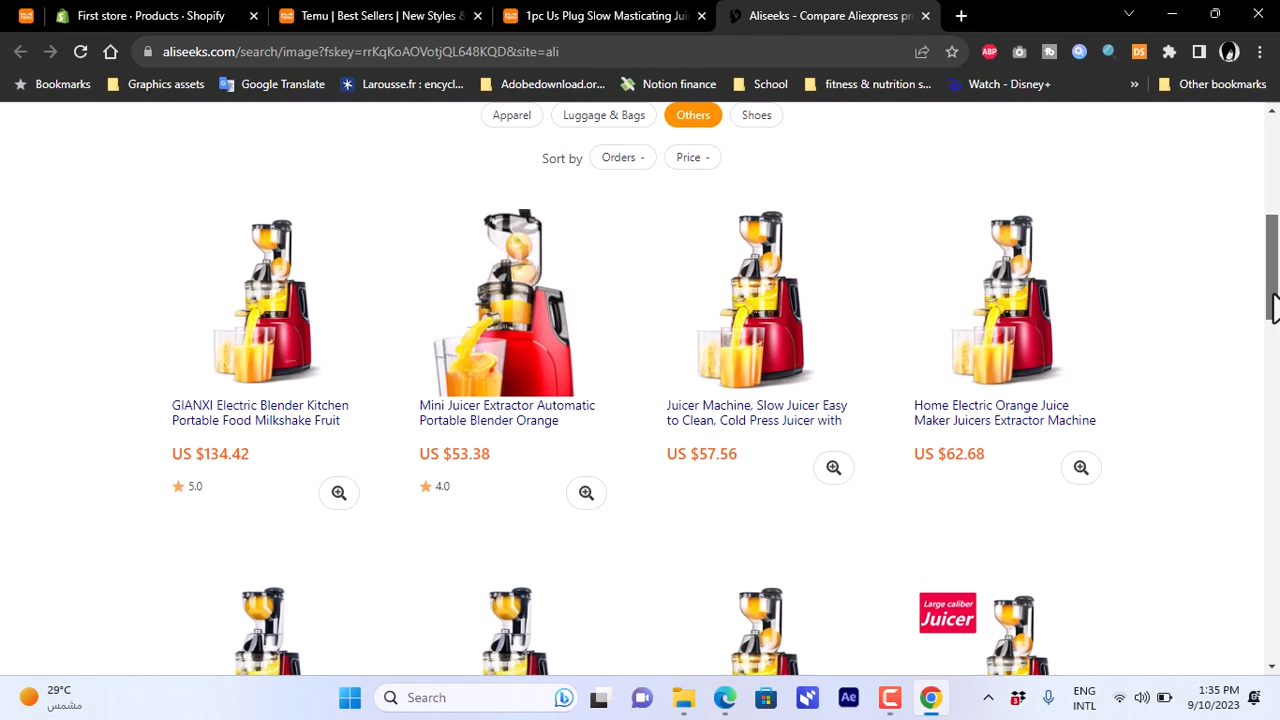 First store · Products · Shopify
Temu | Best Sellers | New Styles &
1pc Us Plug Slow Masticating Juic
AliSeeks - Compare Aliexpress pr
aliseeks.com/search/image?fskey=rrKqKoAOVotjQL648KQD&site=ali
ABP
DS
3
Bookmarks
Graphics assets
Google Translate
Larousse.fr : encycl...
Adobedownload.or...
Notion finance
School
fitness & nutrition s...
Watch - Disney+
»
Other bookmarks
Apparel
Luggage & Bags
Others
Shoes
Sort by
Orders -
Price -
GIANXI Electric Blender Kitchen
Portable Food Milkshake Fruit
US $134.42
5.0
Mini Juicer Extractor Automatic
Portable Blender Orange
US $53.38
4.0
Juicer Machine, Slow Juicer Easy
to Clean, Cold Press Juicer with
US $57.56
Home Electric Orange Juice
Maker Juicers Extractor Machine
US $62.68
Large caliber
Juicer
29°C
مشمس
Search
Ae
ENG
INTL
1:35 PM
9/10/2023